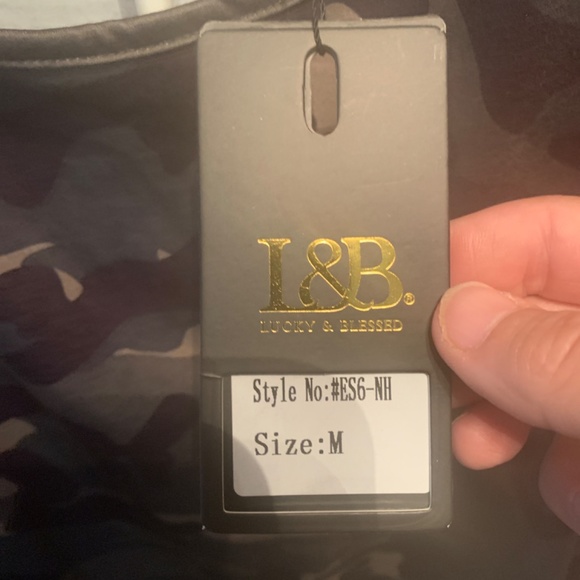 L&B®
LUCKY & BLESSED
Style No:#ES6-NH
Size:M